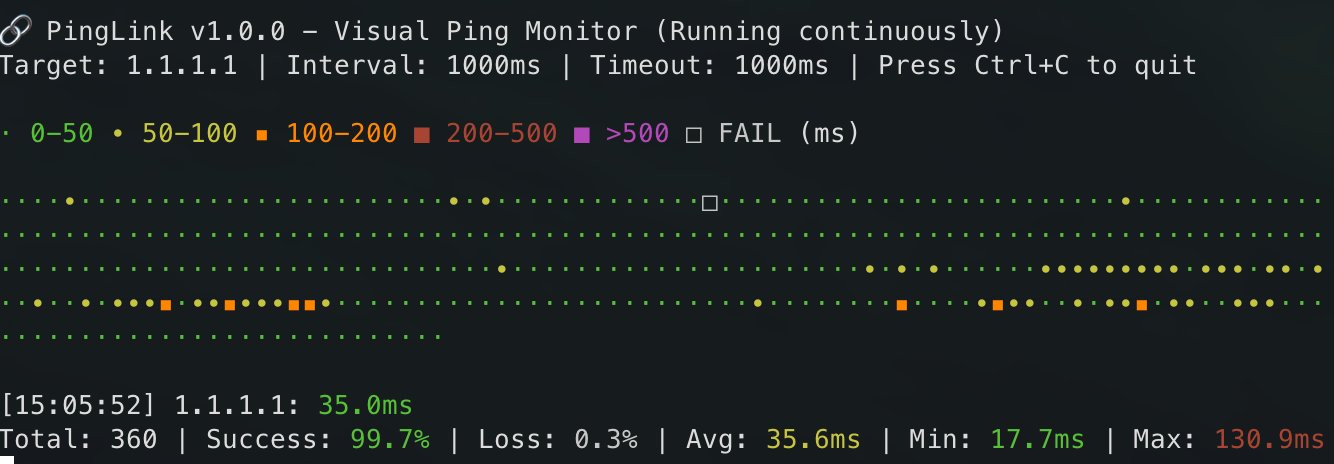 🔗 PingLink v1.0.0 – Visual Ping Monitor (Running continuously)
Target: 1.1.1.1 | Interval: 1000ms | Timeout: 1000ms | Press Ctrl+C to quit
· 0–50 • 50–100 ▪ 100–200 ■ 200–500 ■ >500 □ FAIL (ms)
[15:05:52] 1.1.1.1: 35.0ms
Total: 360 | Success: 99.7% | Loss: 0.3% | Avg: 35.6ms | Min: 17.7ms | Max: 130.9ms